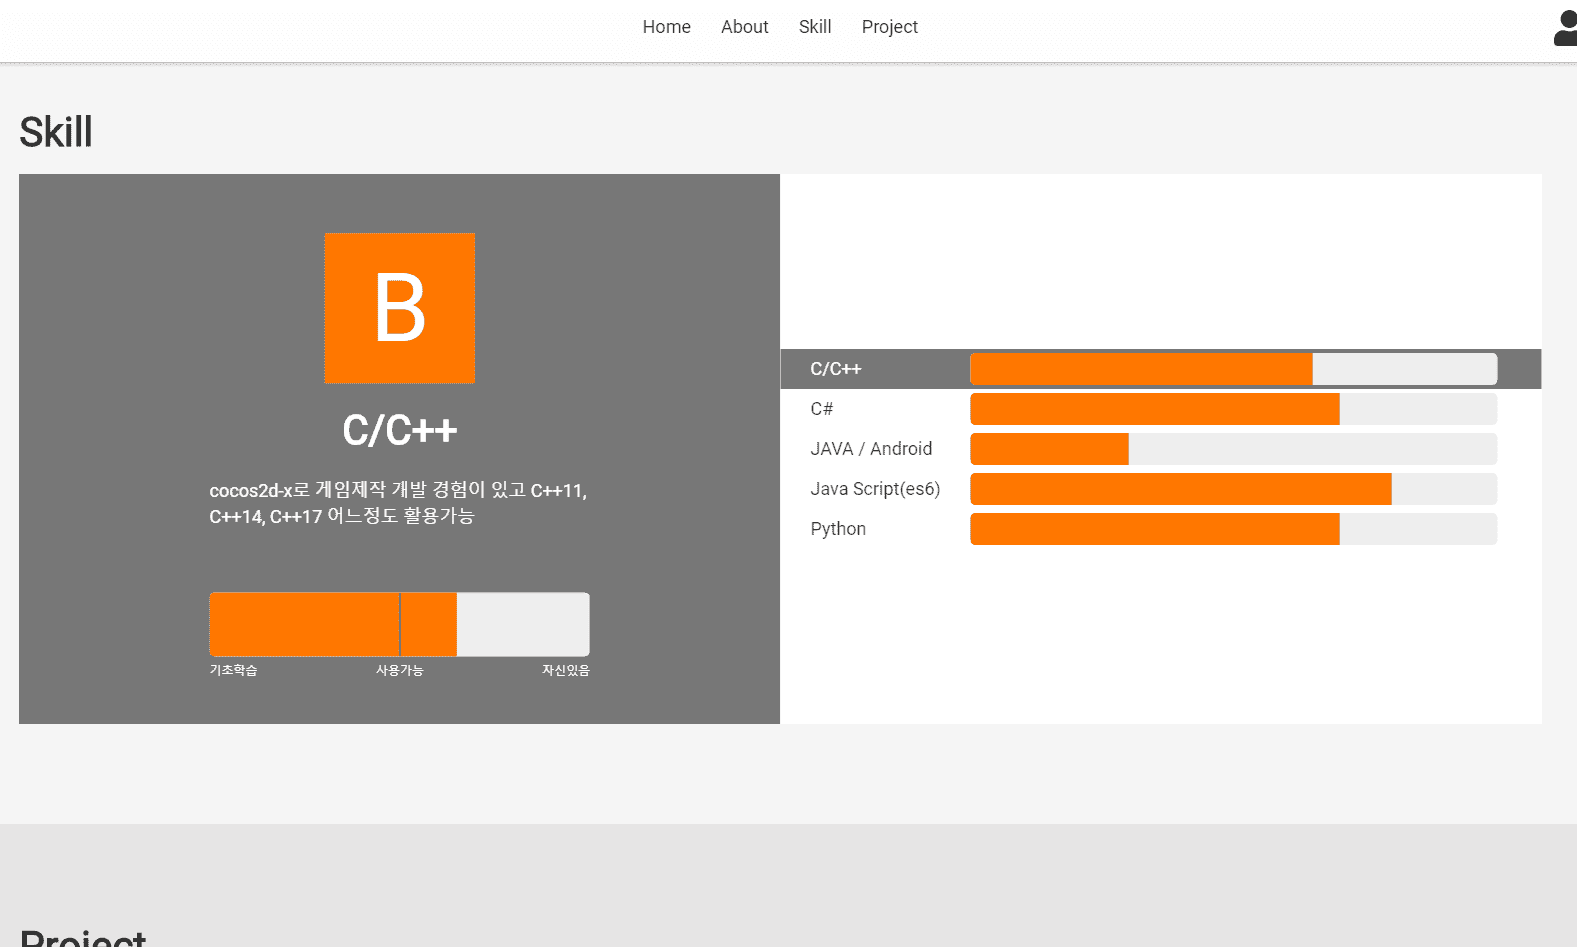 Home About Skill Project
Skill
B
C/C++
cocos2d-x로 게임제작 개발 경험이 있고 C++11,
C++14, C++17 어느정도 활용가능
기초학습 사용가능 자신있음
C/C++
C#
JAVA / Android
Java Script(es6)
Python
Project